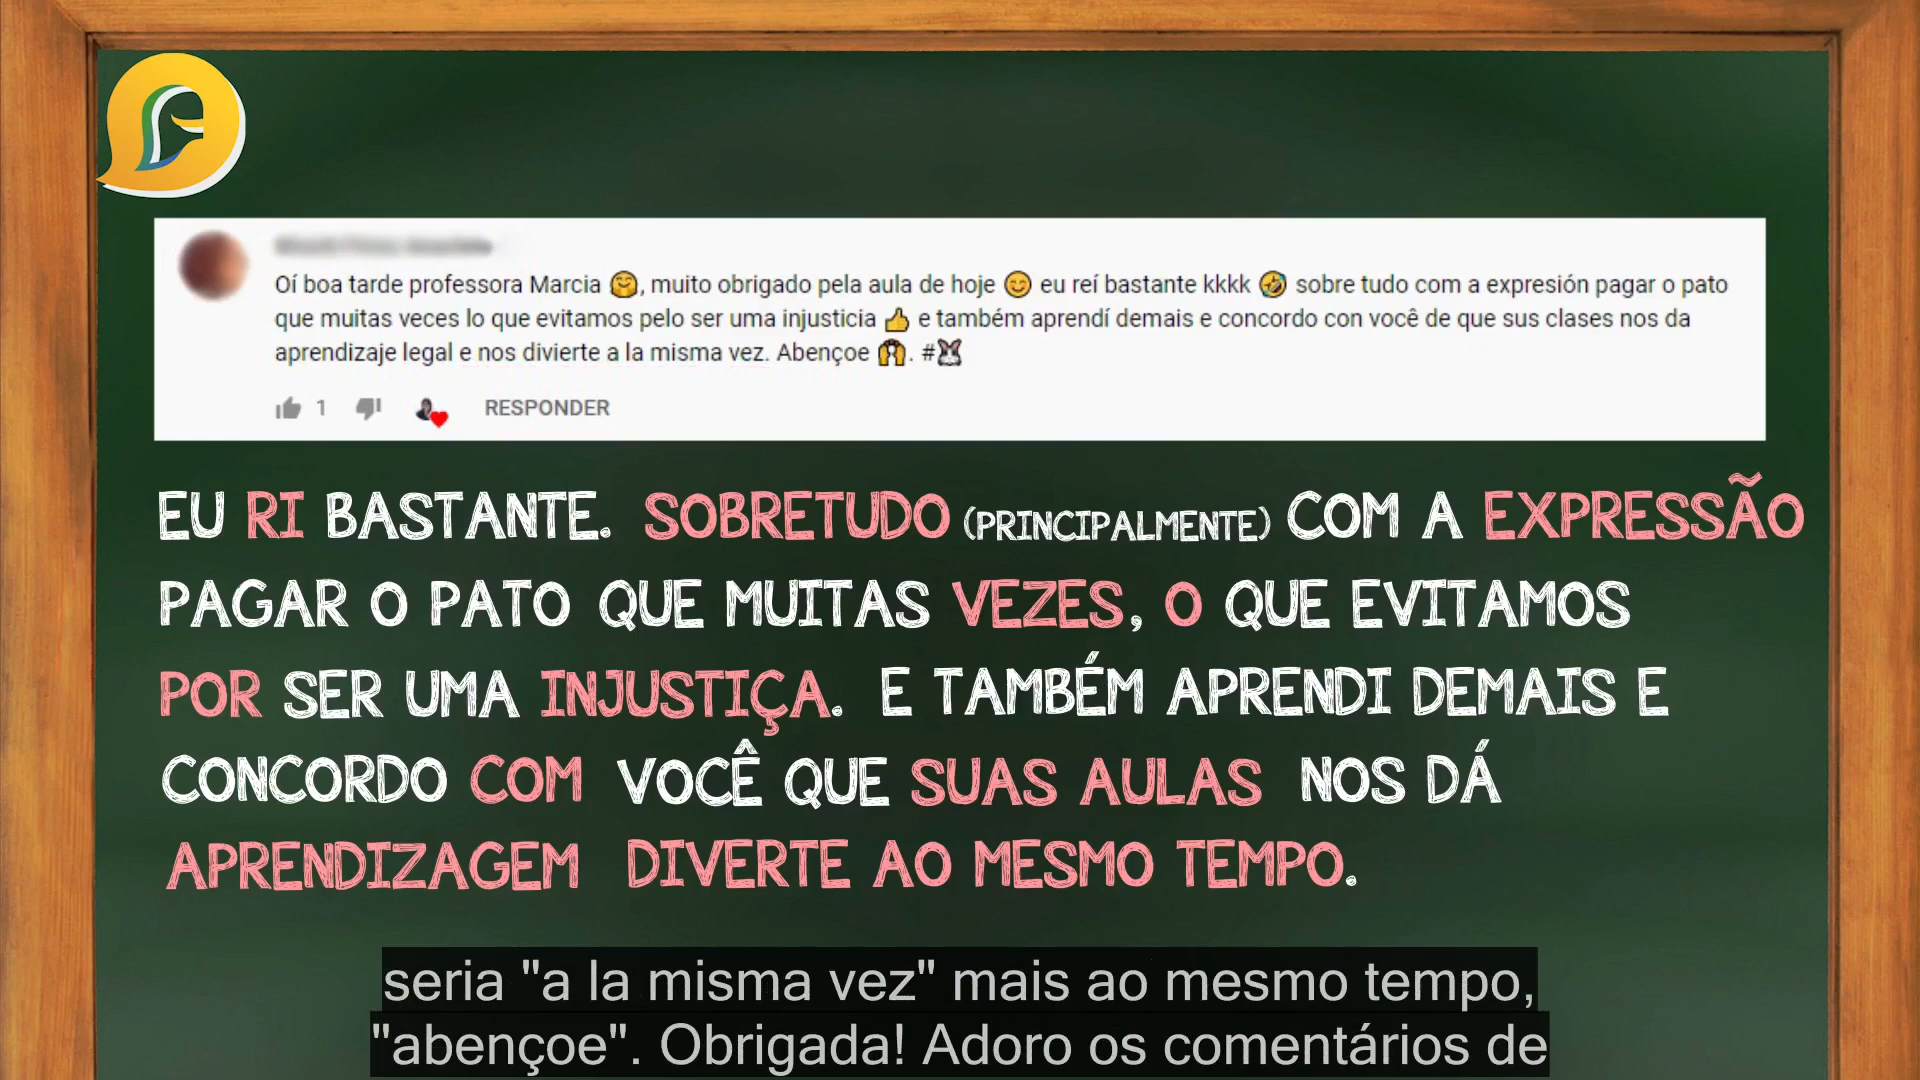 Oí boa tarde professora Marcia 🤗, muito obrigado pela aula de hoje 😊 eu reí bastante kkkk 🤣 sobre tudo com a expresión pagar o pato
que muitas veces lo que evitamos pelo ser uma injusticia 👍 e também aprendí demais e concordo con você de que sus clases nos da
aprendizaje legal e nos divierte a la misma vez. Abençoe 🙌. #🐰
1 RESPONDER
EU RI BASTANTE. SOBRETUDO (PRINCIPALMENTE) COM A EXPRESSÃO
PAGAR O PATO QUE MUITAS VEZES, O QUE EVITAMOS
POR SER UMA INJUSTIÇA. E TAMBÉM APRENDI DEMAIS E
CONCORDO COM VOCÊ QUE SUAS AULAS NOS DÁ
APRENDIZAGEM DIVERTE AO MESMO TEMPO.
seria "a la misma vez" mais ao mesmo tempo,
"abençoe". Obrigada! Adoro os comentários de